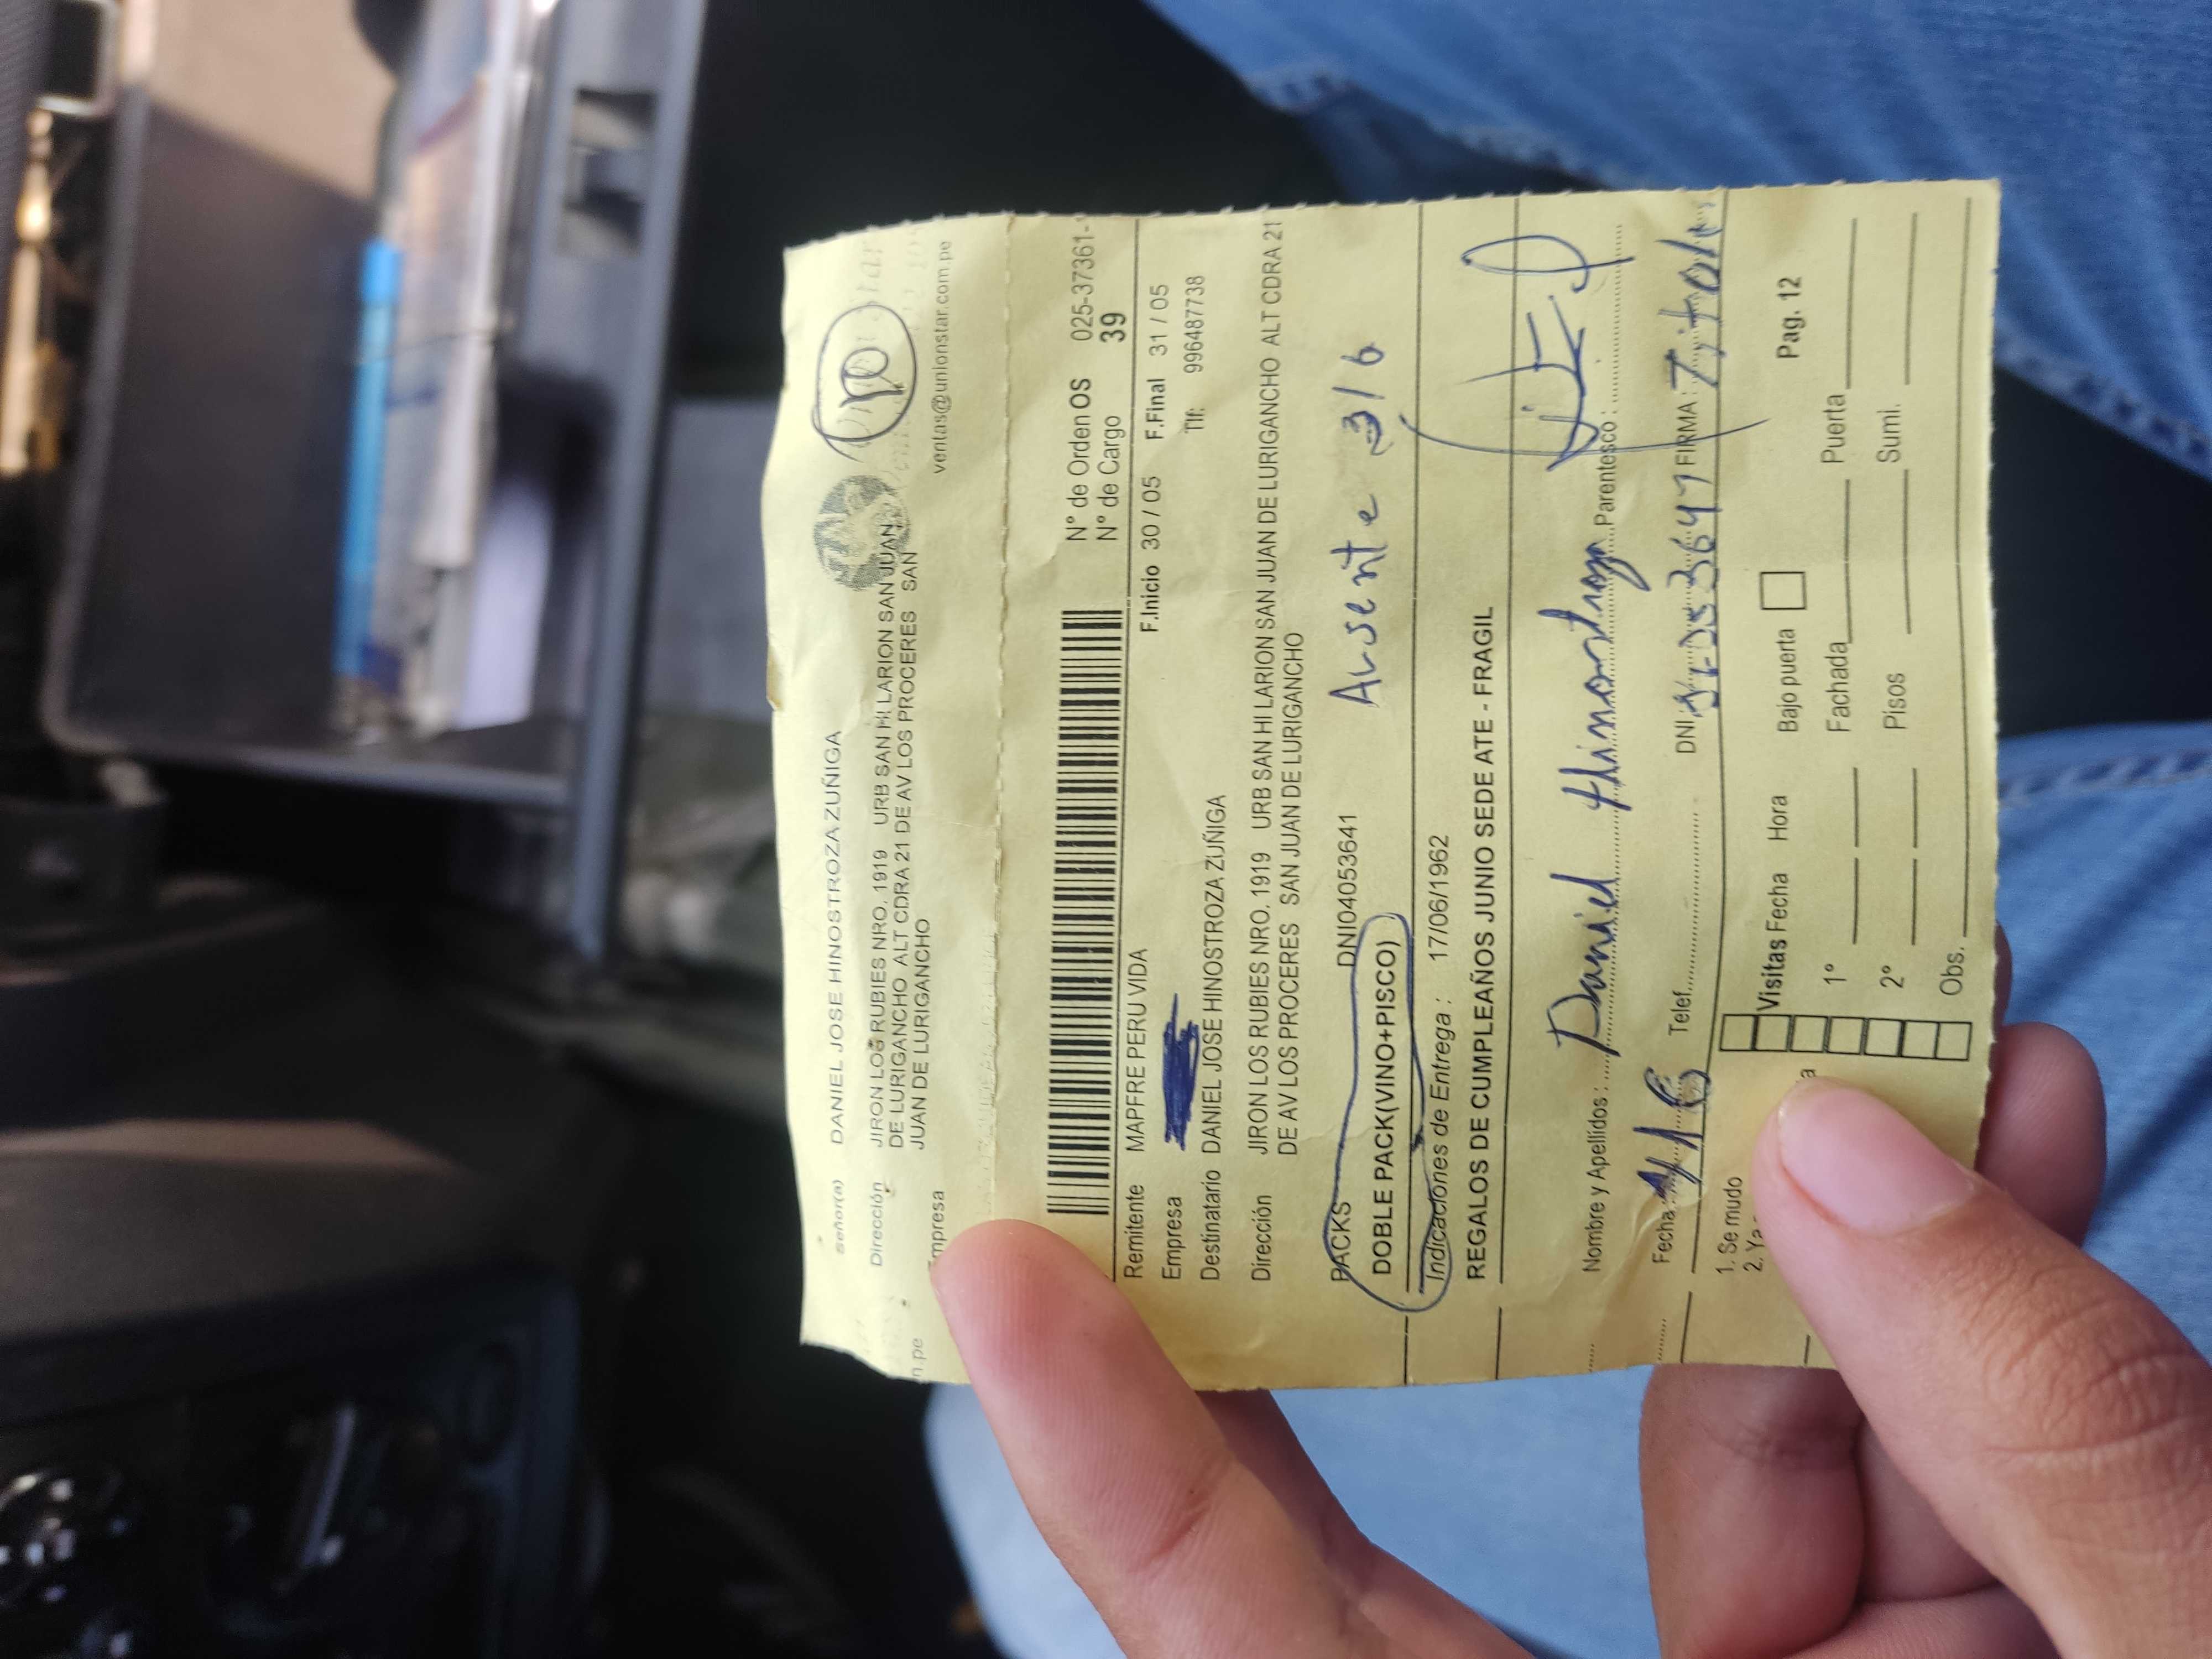 señor(a) DANIEL JOSE HINOSTROZA ZUÑIGA
Dirección JIRON LOS RUBIES NRO. 1919 URB SAN HILARION SAN JUAN
DE LURIGANCHO ALT CDRA 21 DE AV LOS PROCERES SAN
JUAN DE LURIGANCHO
Empresa
ventas@unionstar.com.pe
n.pe
N° de Orden OS 025-37361-
N° de Cargo 39
Remitente MAPFRE PERU VIDA F.Inicio 30 / 05 F.Final 31 / 05
Empresa Tlf: 996487738
Destinatario DANIEL JOSE HINOSTROZA ZUÑIGA
Dirección JIRON LOS RUBIES NRO. 1919 URB SAN HILARION SAN JUAN DE LURIGANCHO ALT CDRA 21
DE AV LOS PROCERES SAN JUAN DE LURIGANCHO
PACKS DNI04053641 Ausente 3/6
DOBLE PACK(VINO+PISCO)
Indicaciones de Entrega : 17/06/1962
REGALOS DE CUMPLEAÑOS JUNIO SEDE ATE - FRAGIL
Nombre y Apellidos : Daniel Hinostroza Parentesco :
Fecha: Telef. DNI: FIRMA: Titular
1. Se mudo
2. Ya
Visitas Fecha Hora Bajo puerta Pag. 12
1° Fachada Puerta
2° Pisos Sumi.
Obs.